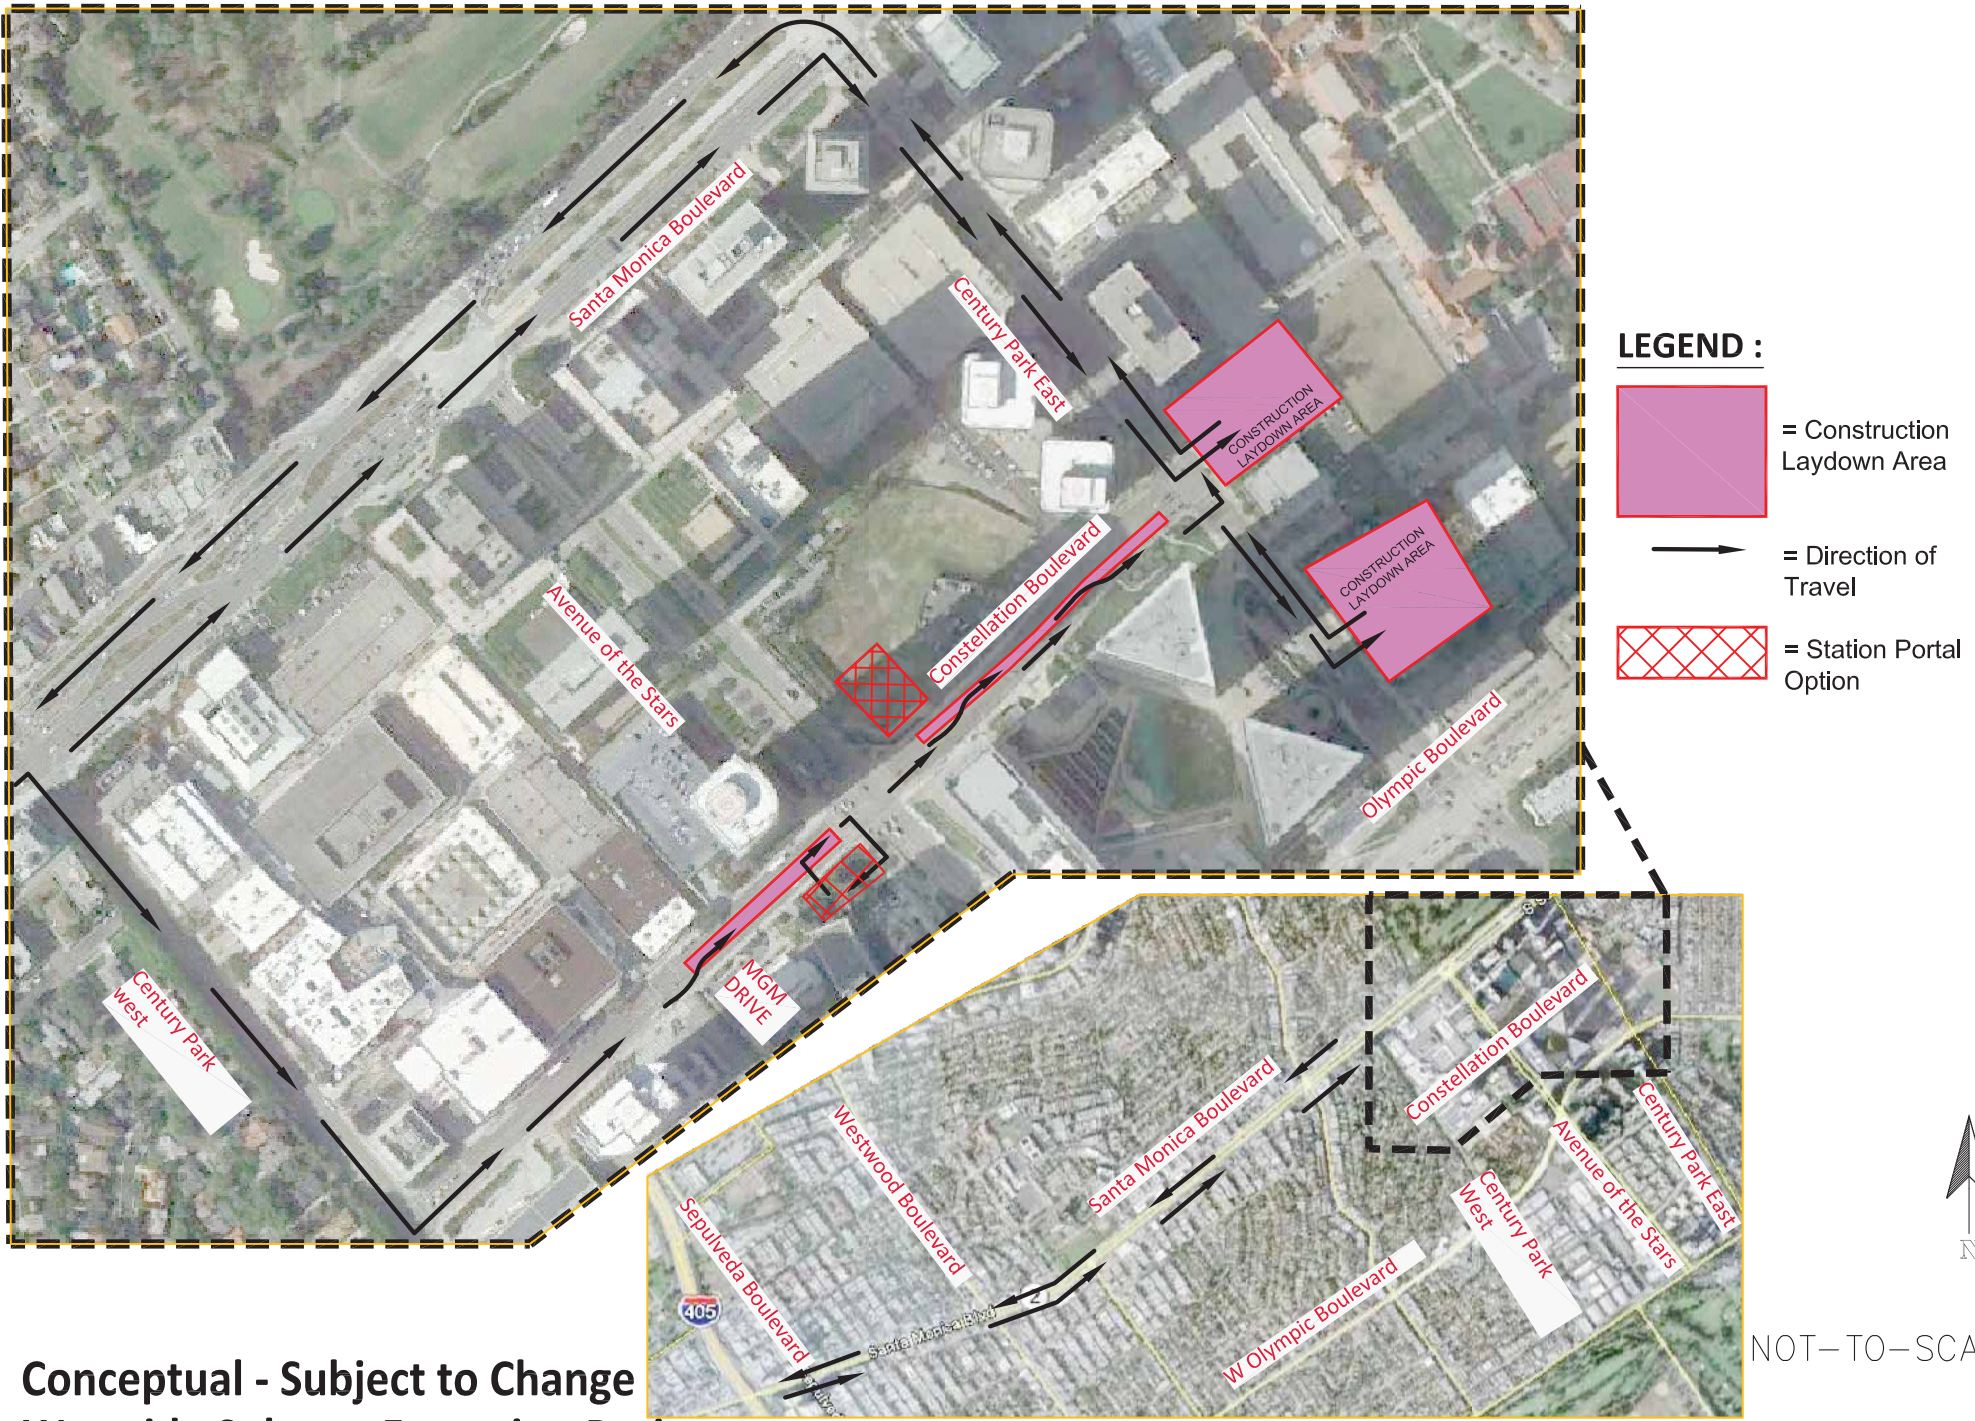 Santa Monica Boulevard
Century Park East
CONSTRUCTION
LAYDOWN AREA
CONSTRUCTION
LAYDOWN AREA
Constellation Boulevard
Avenue of the Stars
Olympic Boulevard
MGM
DRIVE
Century Park
west
LEGEND :
= Construction
Laydown Area
= Direction of
Travel
= Station Portal
Option
Santa Monica Boulevard
Constellation Boulevard
Westwood Boulevard
Sepulveda Boulevard
Century Park East
Avenue of the Stars
Century Park
West
W Olympic Boulevard
Santa Monica Blvd
2
405
N
NOT-TO-SCA
Conceptual - Subject to Change